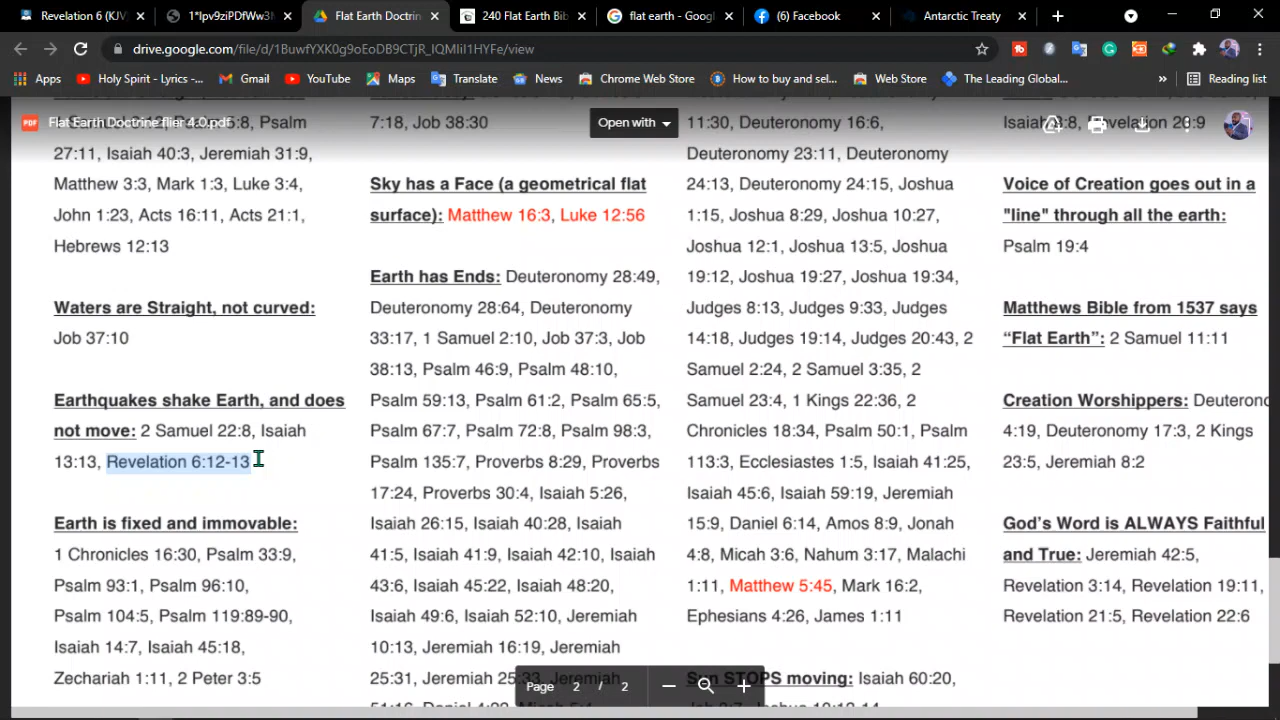 Revelation 6 (KJV)
1*lpv9ziPDfWw3M
Flat Earth Doctrin
240 Flat Earth Bib
flat earth - Goog
(6) Facebook
Antarctic Treaty
drive.google.com/file/d/1BuwfYXK0g9oEoDB9CTjR_IQMIiI1HYFe/view
Apps
Holy Spirit - Lyrics -...
Gmail
YouTube
Maps
Translate
News
Chrome Web Store
How to buy and sel...
Web Store
The Leading Global...
Reading list
PDF
Flat Earth Doctrine flier 4.0.pdf
Open with
5:8, Psalm
27:11, Isaiah 40:3, Jeremiah 31:9,
Matthew 3:3, Mark 1:3, Luke 3:4,
John 1:23, Acts 16:11, Acts 21:1,
Hebrews 12:13
Waters are Straight, not curved:
Job 37:10
Earthquakes shake Earth, and does
not move: 2 Samuel 22:8, Isaiah
13:13, Revelation 6:12-13
Earth is fixed and immovable:
1 Chronicles 16:30, Psalm 33:9,
Psalm 93:1, Psalm 96:10,
Psalm 104:5, Psalm 119:89-90,
Isaiah 14:7, Isaiah 45:18,
Zechariah 1:11, 2 Peter 3:5
7:18, Job 38:30
Sky has a Face (a geometrical flat
surface): Matthew 16:3, Luke 12:56
Earth has Ends: Deuteronomy 28:49,
Deuteronomy 28:64, Deuteronomy
33:17, 1 Samuel 2:10, Job 37:3, Job
38:13, Psalm 46:9, Psalm 48:10,
Psalm 59:13, Psalm 61:2, Psalm 65:5,
Psalm 67:7, Psalm 72:8, Psalm 98:3,
Psalm 135:7, Proverbs 8:29, Proverbs
17:24, Proverbs 30:4, Isaiah 5:26,
Isaiah 26:15, Isaiah 40:28, Isaiah
41:5, Isaiah 41:9, Isaiah 42:10, Isaiah
43:6, Isaiah 45:22, Isaiah 48:20,
Isaiah 49:6, Isaiah 52:10, Jeremiah
10:13, Jeremiah 16:19, Jeremiah
25:31, Jeremiah 25:33, Jeremiah
11:30, Deuteronomy 16:6,
Deuteronomy 23:11, Deuteronomy
24:13, Deuteronomy 24:15, Joshua
1:15, Joshua 8:29, Joshua 10:27,
Joshua 12:1, Joshua 13:5, Joshua
19:12, Joshua 19:27, Joshua 19:34,
Judges 8:13, Judges 9:33, Judges
14:18, Judges 19:14, Judges 20:43, 2
Samuel 2:24, 2 Samuel 3:35, 2
Samuel 23:4, 1 Kings 22:36, 2
Chronicles 18:34, Psalm 50:1, Psalm
113:3, Ecclesiastes 1:5, Isaiah 41:25,
Isaiah 45:6, Isaiah 59:19, Jeremiah
15:9, Daniel 6:14, Amos 8:9, Jonah
4:8, Micah 3:6, Nahum 3:17, Malachi
1:11, Matthew 5:45, Mark 16:2,
Ephesians 4:26, James 1:11
Sun STOPS moving: Isaiah 60:20,
Voice of Creation goes out in a
"line" through all the earth:
Psalm 19:4
Matthews Bible from 1537 says
“Flat Earth”: 2 Samuel 11:11
Creation Worshippers: Deuterono
4:19, Deuteronomy 17:3, 2 Kings
23:5, Jeremiah 8:2
God’s Word is ALWAYS Faithful
and True: Jeremiah 42:5,
Revelation 3:14, Revelation 19:11,
Revelation 21:5, Revelation 22:6
Page 2 / 2